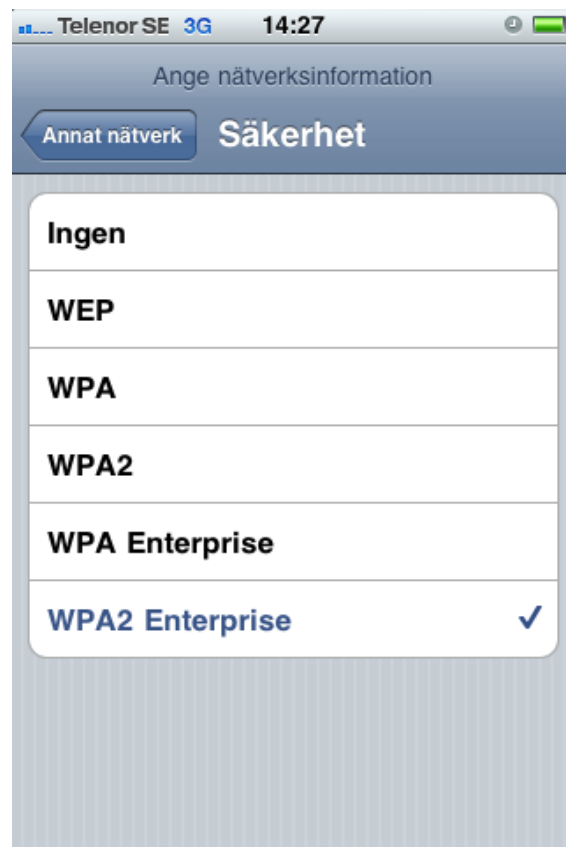 Telenor SE 3G 14:27
Ange nätverksinformation
Annat nätverk Säkerhet
Ingen
WEP
WPA
WPA2
WPA Enterprise
WPA2 Enterprise